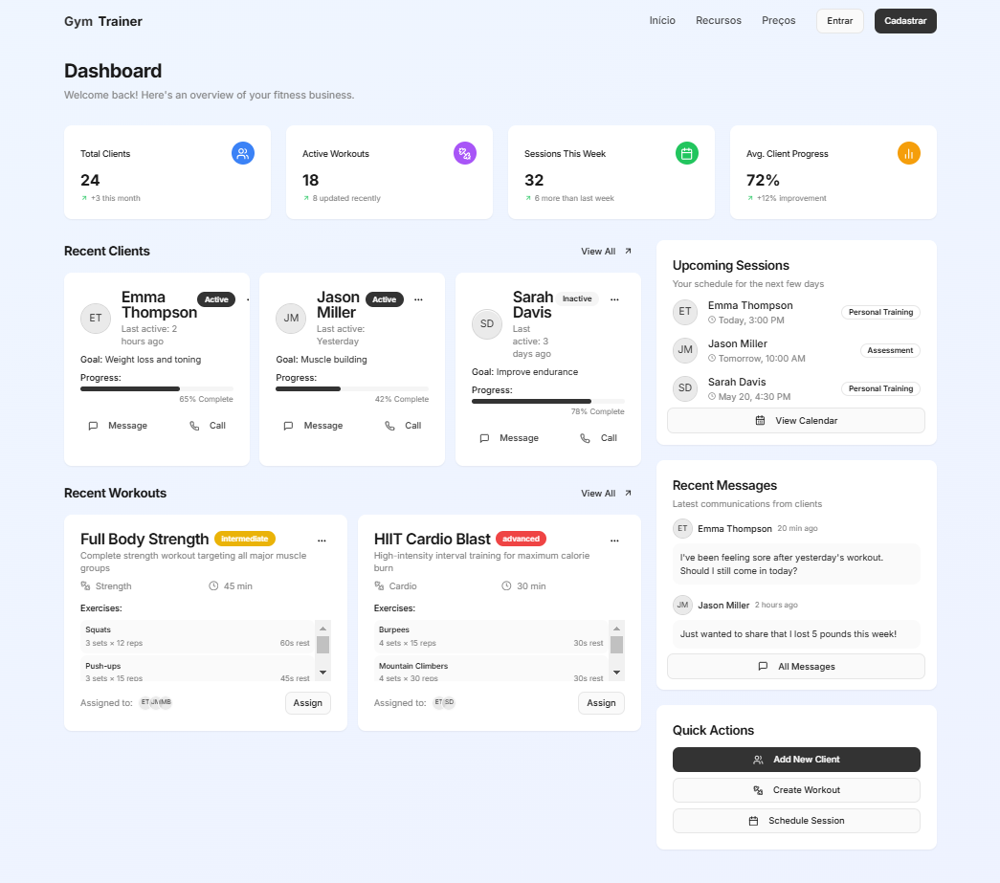 Gym Trainer
Início Recursos Preços Entrar Cadastrar
Dashboard
Welcome back! Here's an overview of your fitness business.
Total Clients
24
+3 this month
Active Workouts
18
8 updated recently
Sessions This Week
32
6 more than last week
Avg. Client Progress
72%
+12% improvement
Recent Clients
View All
ET
Emma
Thompson
Active
...
Last active: 2
hours ago
Goal: Weight loss and toning
Progress:
65% Complete
Message Call
JM
Jason
Miller
Active
...
Last active:
Yesterday
Goal: Muscle building
Progress:
42% Complete
Message Call
SD
Sarah
Davis
Inactive
...
Last
active: 3
days ago
Goal: Improve endurance
Progress:
78% Complete
Message Call
Recent Workouts
View All
Full Body Strength Intermediate ...
Complete strength workout targeting all major muscle
groups
Strength 45 min
Exercises:
Squats
3 sets × 12 reps 60s rest
Push-ups
3 sets × 15 reps 45s rest
Assigned to: ET JM MB Assign
HIIT Cardio Blast advanced ...
High-intensity interval training for maximum calorie
burn
Cardio 30 min
Exercises:
Burpees
4 sets × 15 reps 30s rest
Mountain Climbers
4 sets × 30 reps 30s rest
Assigned to: ET SD Assign
Upcoming Sessions
Your schedule for the next few days
ET
Emma Thompson
Today, 3:00 PM
Personal Training
JM
Jason Miller
Tomorrow, 10:00 AM
Assessment
SD
Sarah Davis
May 20, 4:30 PM
Personal Training
View Calendar
Recent Messages
Latest communications from clients
ET Emma Thompson 20 min ago
I've been feeling sore after yesterday's workout.
Should I still come in today?
JM Jason Miller 2 hours ago
Just wanted to share that I lost 5 pounds this week!
All Messages
Quick Actions
Add New Client
Create Workout
Schedule Session